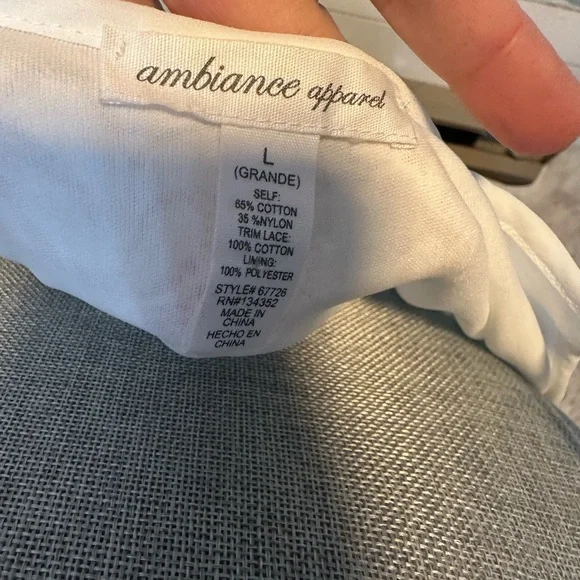 ambiance apparel
L
(GRANDE)
SELF:
65% COTTON
35 %NYLON
TRIM LACE:
100% COTTON
LINING:
100% POLYESTER
STYLE# 67726
RN#134352
MADE IN
CHINA
HECHO EN
CHINA